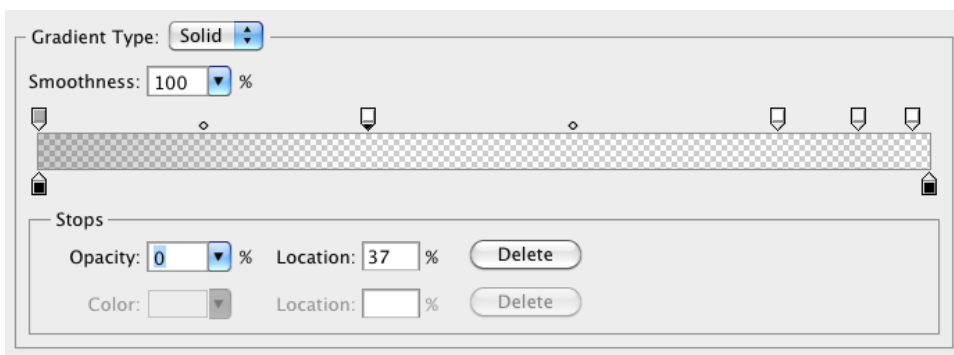 Gradient Type: Solid
Smoothness: 100 %
Stops
Opacity: 0 % Location: 37 % Delete
Color: Location: % Delete